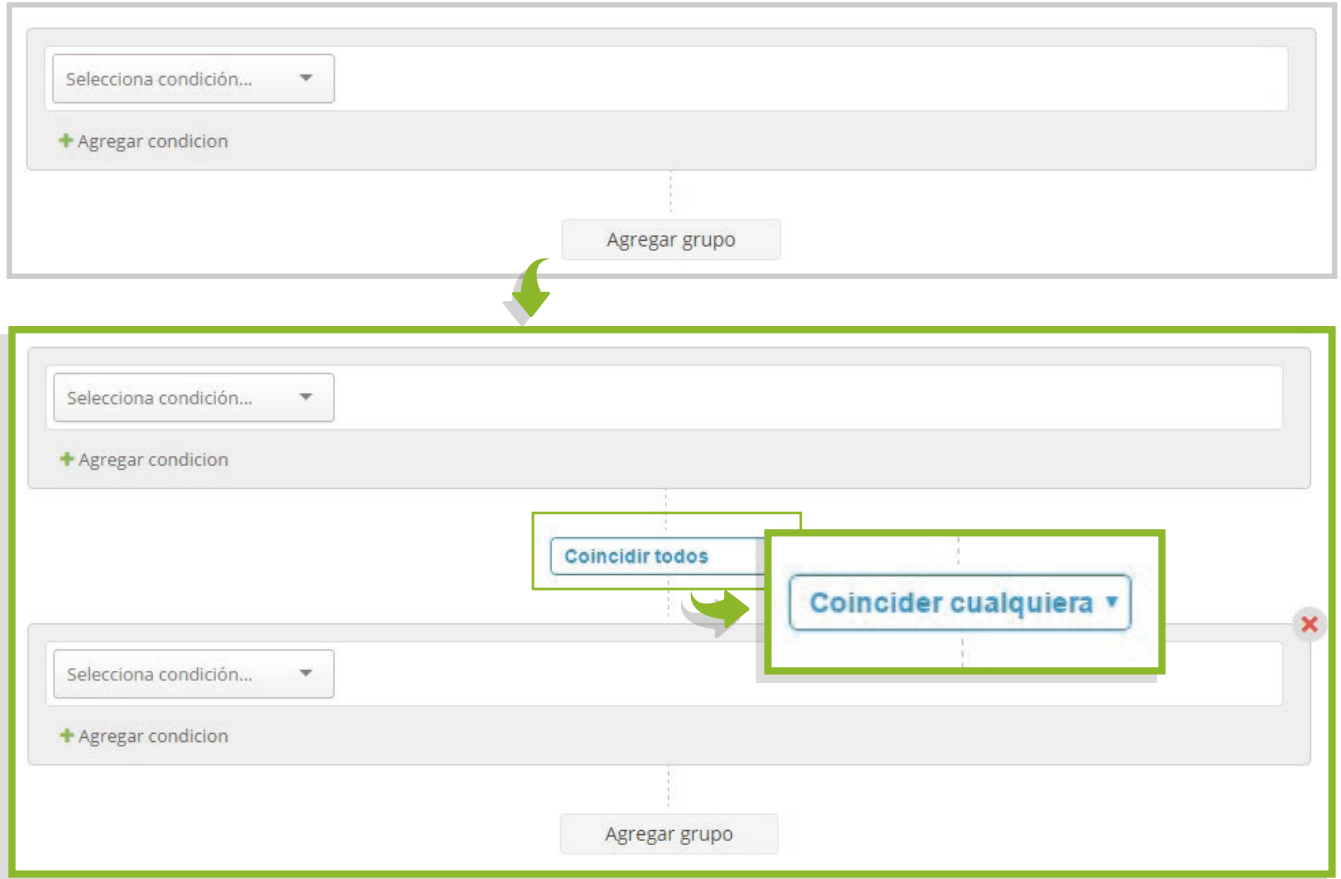 Selecciona condición...
Agregar condicion
Agregar grupo
Selecciona condición...
Agregar condicion
Coincidir todos
Coincider cualquiera
Selecciona condición...
Agregar condicion
Agregar grupo